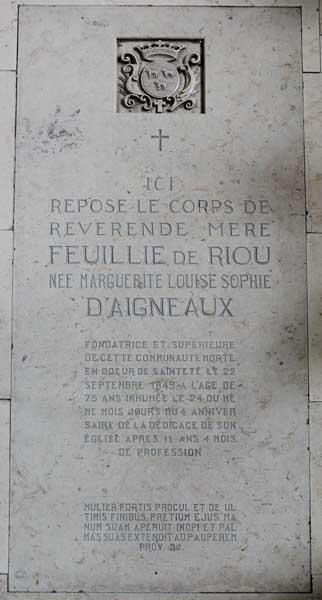 ICI
REPOSE LE CORPS DE
REVERENDE MERE
FEUILLIE DE RIOU
NEE MARGUERITE LOUISE SOPHIE
D'AIGNEAUX
FONDATRICE ET SUPERIEURE
DE CETTE COMMUNAUTE MORTE
EN ODEUR DE SAINTETE LE 22
SEPTENBRE 1849 A L'AGE DE
75 ANS INHUMEE LE 24 DU ME
ME MOIS JOURS DU 4 ANNIVER
SAIRE DE LA DEDICACE DE SON
EGLISE APRES 11 ANS 4 MOIS
DE PROFESSION
MULIER FORTIS PROCUL ET DE UL
TIMIS FINIBUS PRETIUM EJUS MA
NUM SUAM APERUIT INOPI ET PAL
MAS SUAS EXTENDIT AD PAUPEREM
PROV